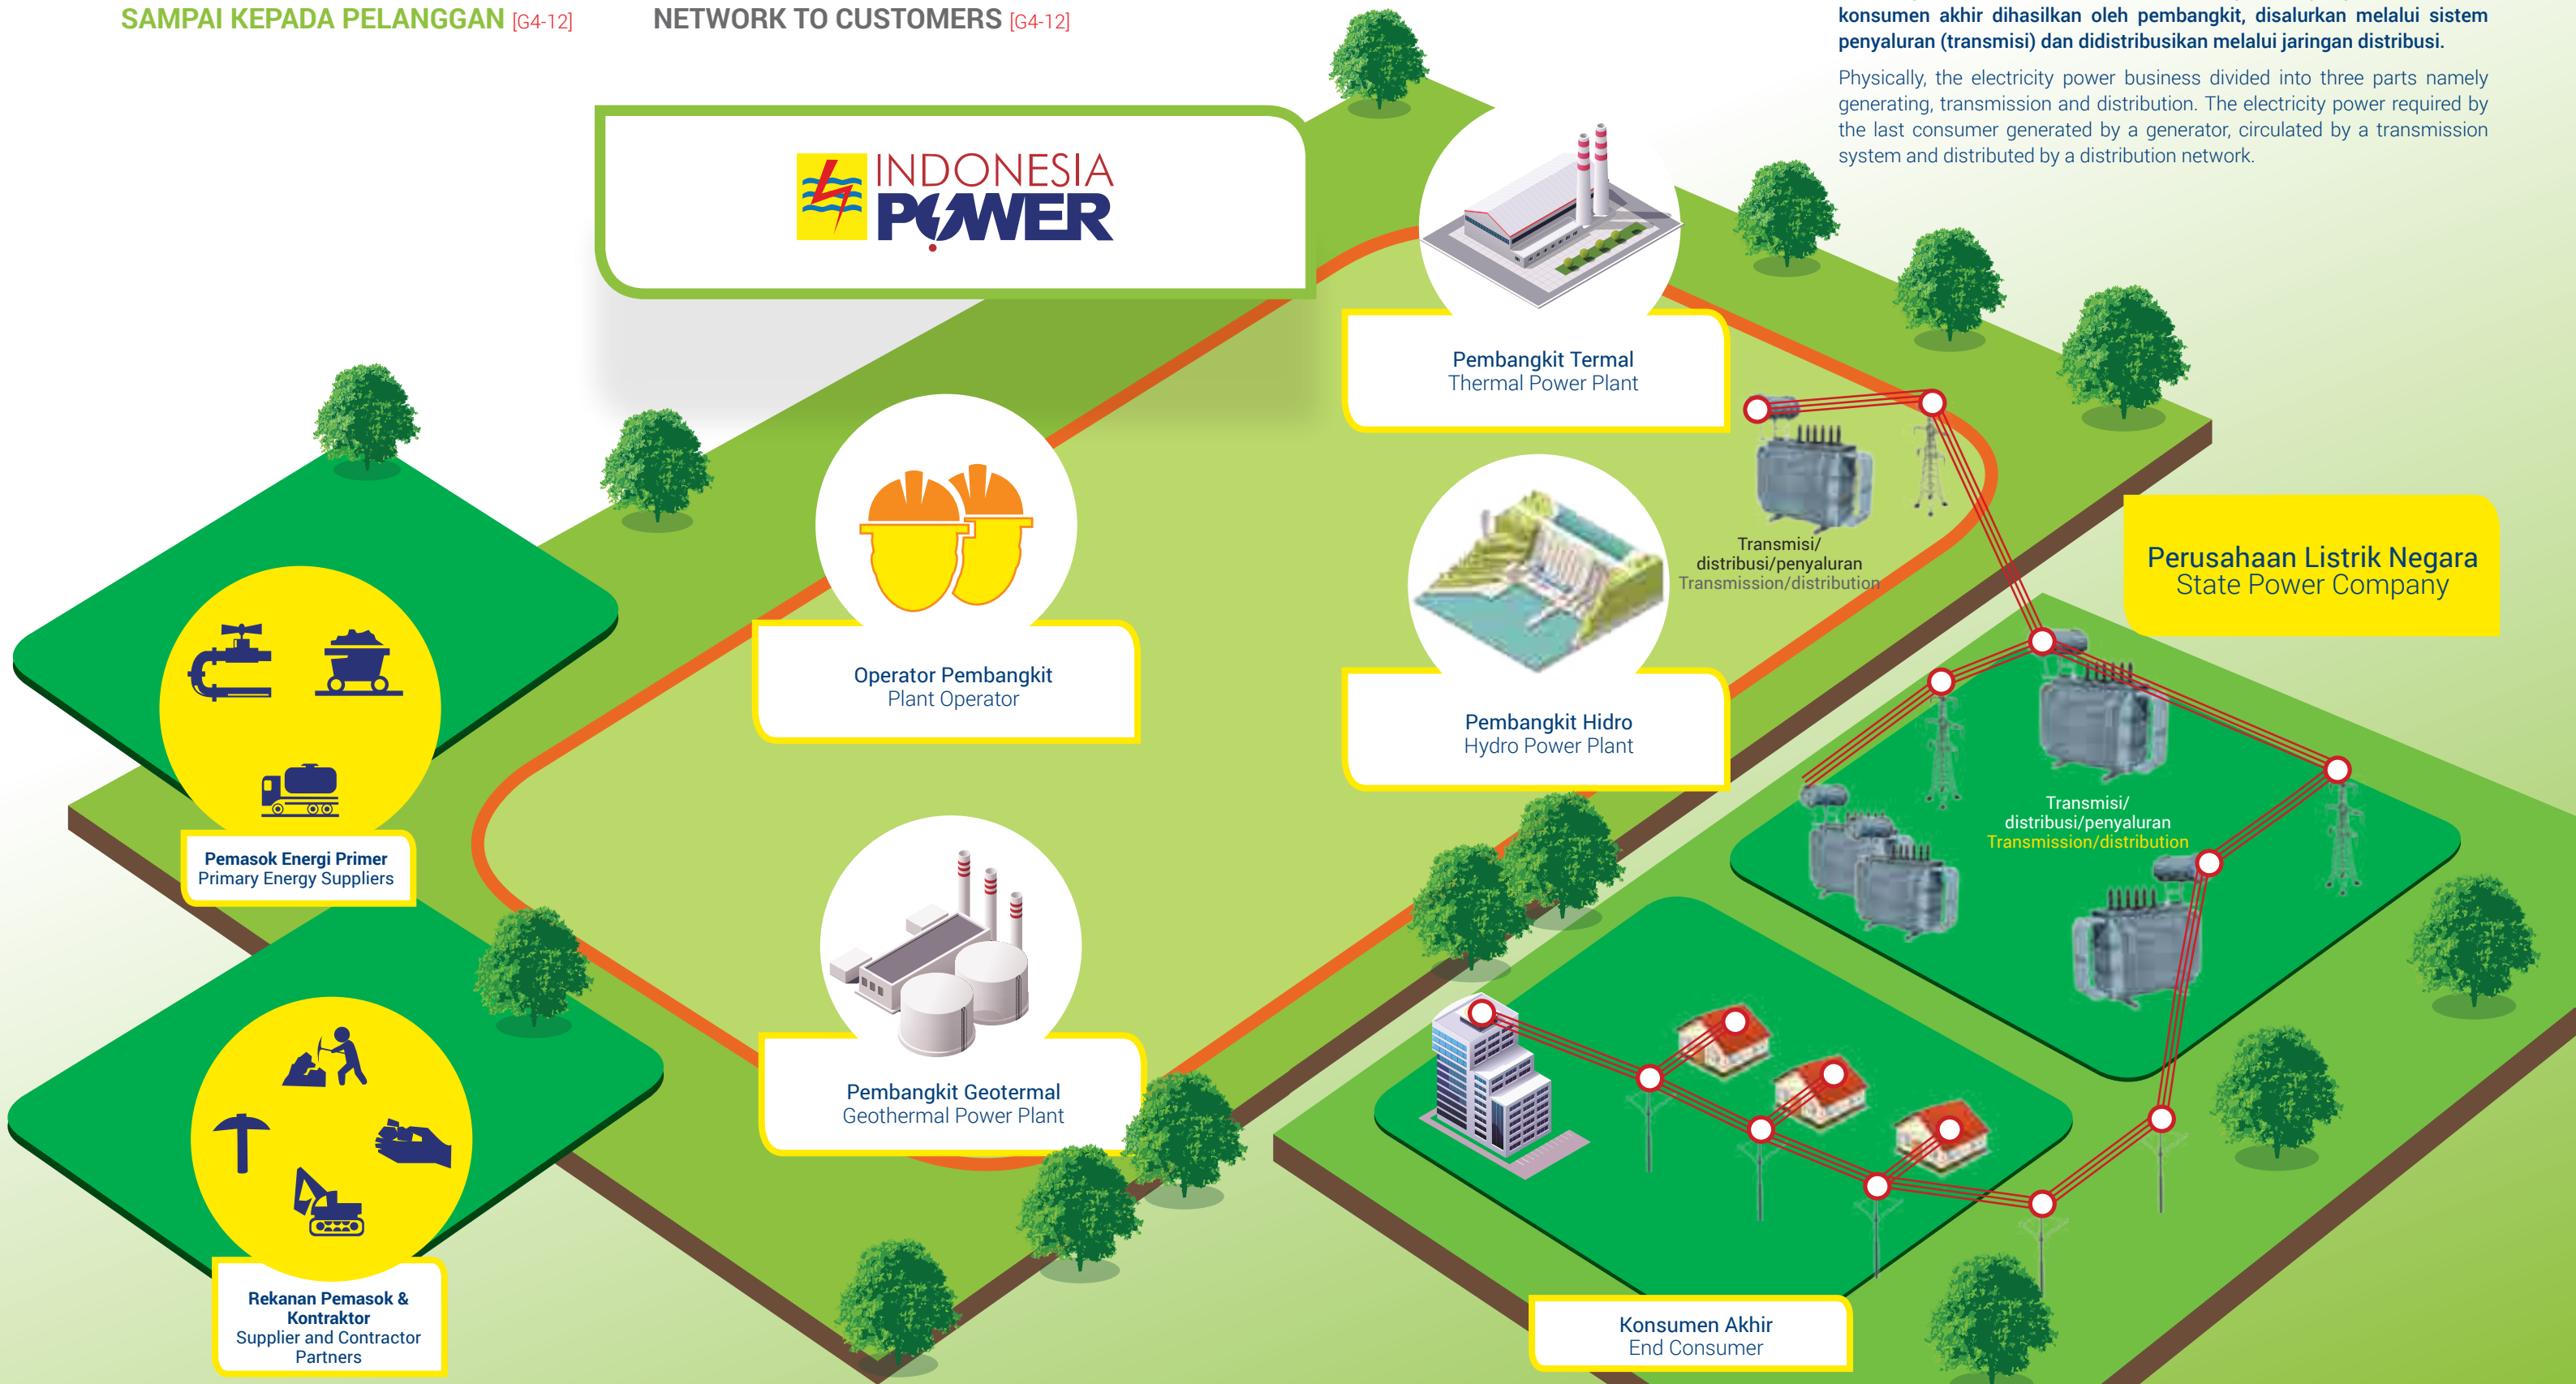 SAMPAI KEPADA PELANGGAN [G4-12]
NETWORK TO CUSTOMERS [G4-12]
konsumen akhir dihasilkan oleh pembangkit, disalurkan melalui sistem
penyaluran (transmisi) dan didistribusikan melalui jaringan distribusi.
Physically, the electricity power business divided into three parts namely
generating, transmission and distribution. The electricity power required by
the last consumer generated by a generator, circulated by a transmission
system and distributed by a distribution network.
INDONESIA
POWER
Pembangkit Termal
Thermal Power Plant
Transmisi/
distribusi/penyaluran
Transmission/distribution
Perusahaan Listrik Negara
State Power Company
Operator Pembangkit
Plant Operator
Pembangkit Hidro
Hydro Power Plant
Transmisi/
distribusi/penyaluran
Transmission/distribution
Pemasok Energi Primer
Primary Energy Suppliers
Pembangkit Geotermal
Geothermal Power Plant
Rekanan Pemasok &
Kontraktor
Supplier and Contractor
Partners
Konsumen Akhir
End Consumer